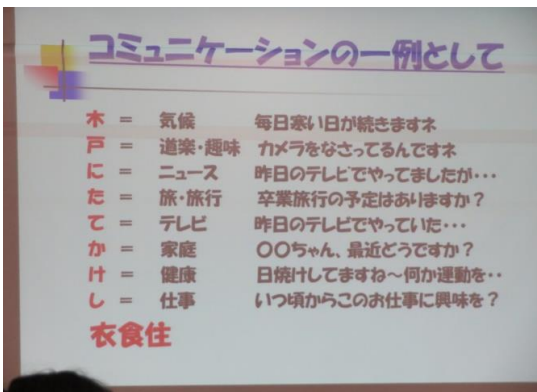 コミュニケーションの一例として
木 = 気候 毎日寒い日が続きますネ
戸 = 道楽・趣味 カメラをなさってるんですネ
に = ニュース 昨日のテレビでやってましたが・・・
た = 旅・旅行 卒業旅行の予定はありますか?
て = テレビ 昨日のテレビでやっていた・・・
か = 家庭 〇〇ちゃん、最近どうですか?
け = 健康 日焼けしてますね～何か運動を・・
し = 仕事 いつ頃からこのお仕事に興味を?
衣食住